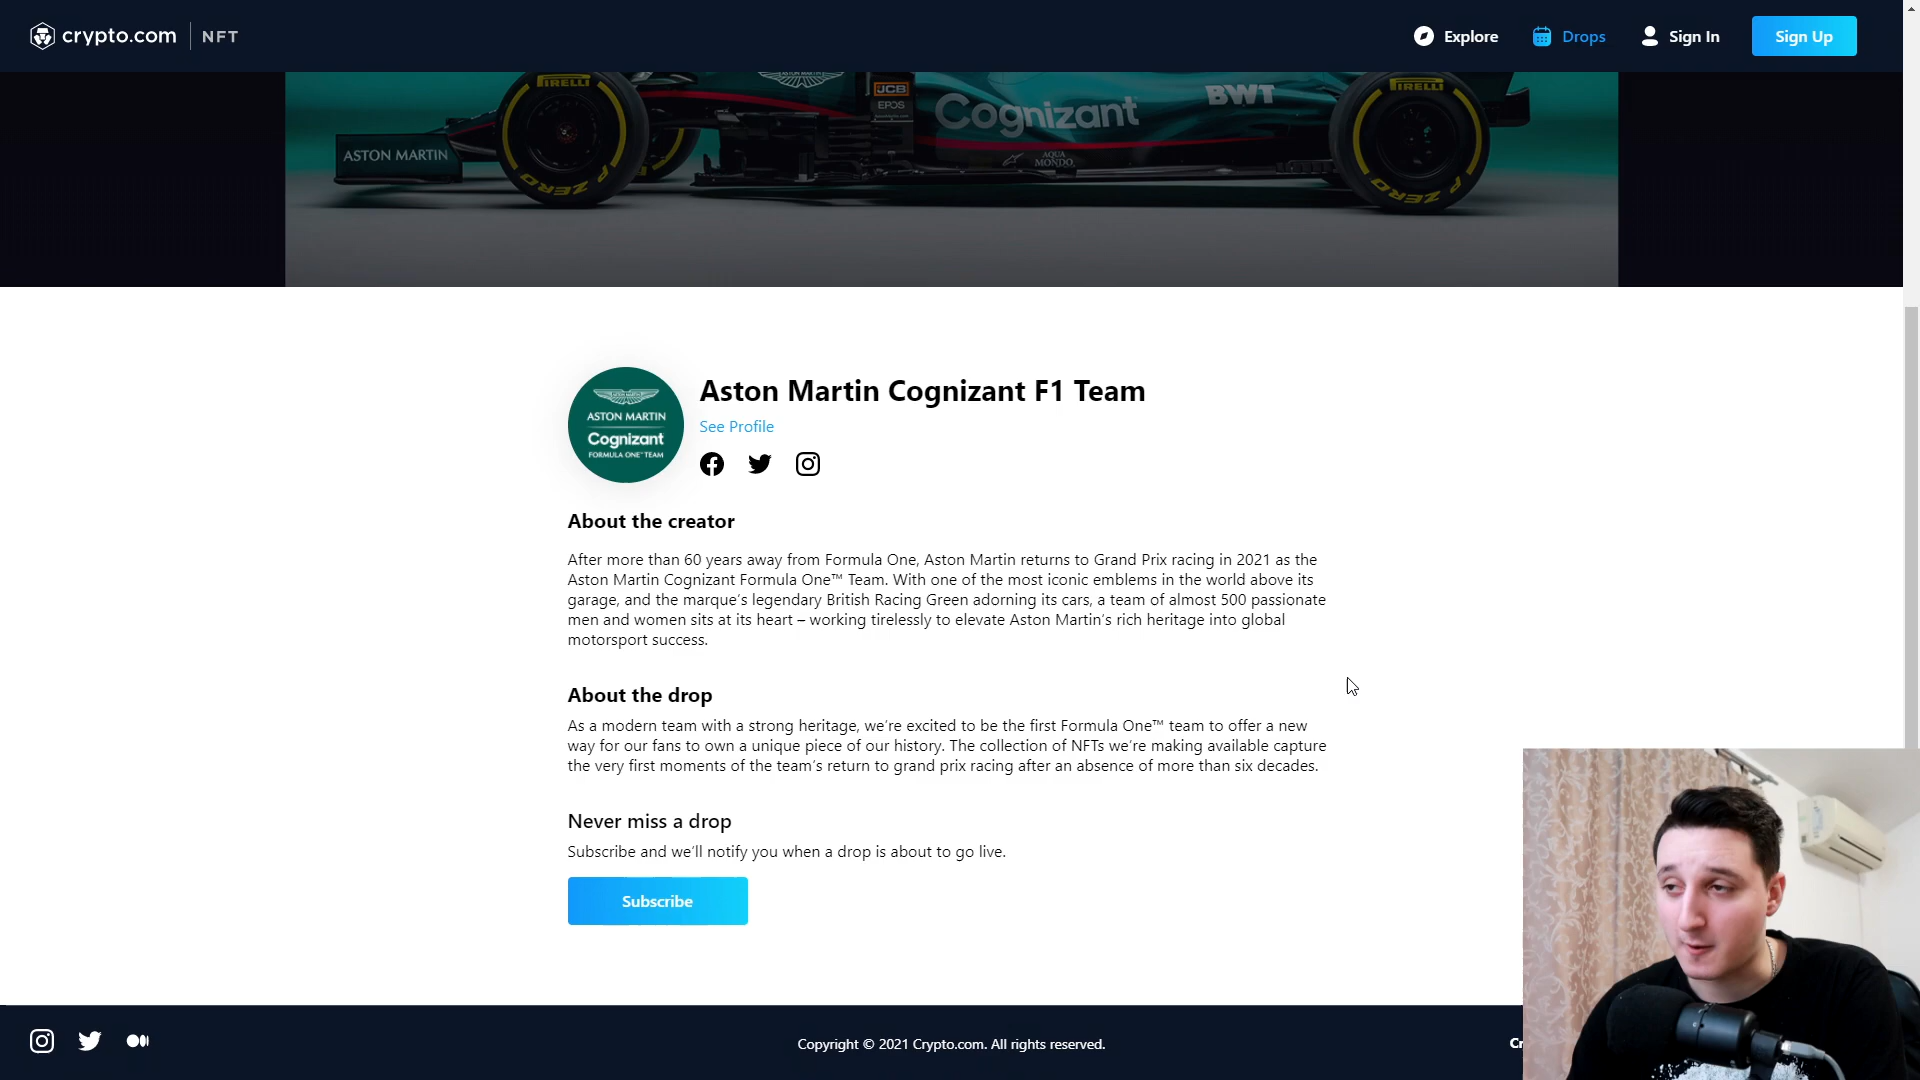 crypto.com
NFT
Explore
Drops
Sign In
Sign Up
PIRELLI
JCB
EPOS
Cognizant
BWT
PIRELLI
ASTON MARTIN
AQUA
MONDO
P ZERO
P ZERO
ASTON MARTIN
Cognizant
FORMULA ONE™ TEAM
Aston Martin Cognizant F1 Team
See Profile
About the creator
After more than 60 years away from Formula One, Aston Martin returns to Grand Prix racing in 2021 as the
Aston Martin Cognizant Formula One™ Team. With one of the most iconic emblems in the world above its
garage, and the marque’s legendary British Racing Green adorning its cars, a team of almost 500 passionate
men and women sits at its heart – working tirelessly to elevate Aston Martin’s rich heritage into global
motorsport success.
About the drop
As a modern team with a strong heritage, we’re excited to be the first Formula One™ team to offer a new
way for our fans to own a unique piece of our history. The collection of NFTs we’re making available capture
the very first moments of the team’s return to grand prix racing after an absence of more than six decades.
Never miss a drop
Subscribe and we’ll notify you when a drop is about to go live.
Subscribe
Copyright © 2021 Crypto.com. All rights reserved.